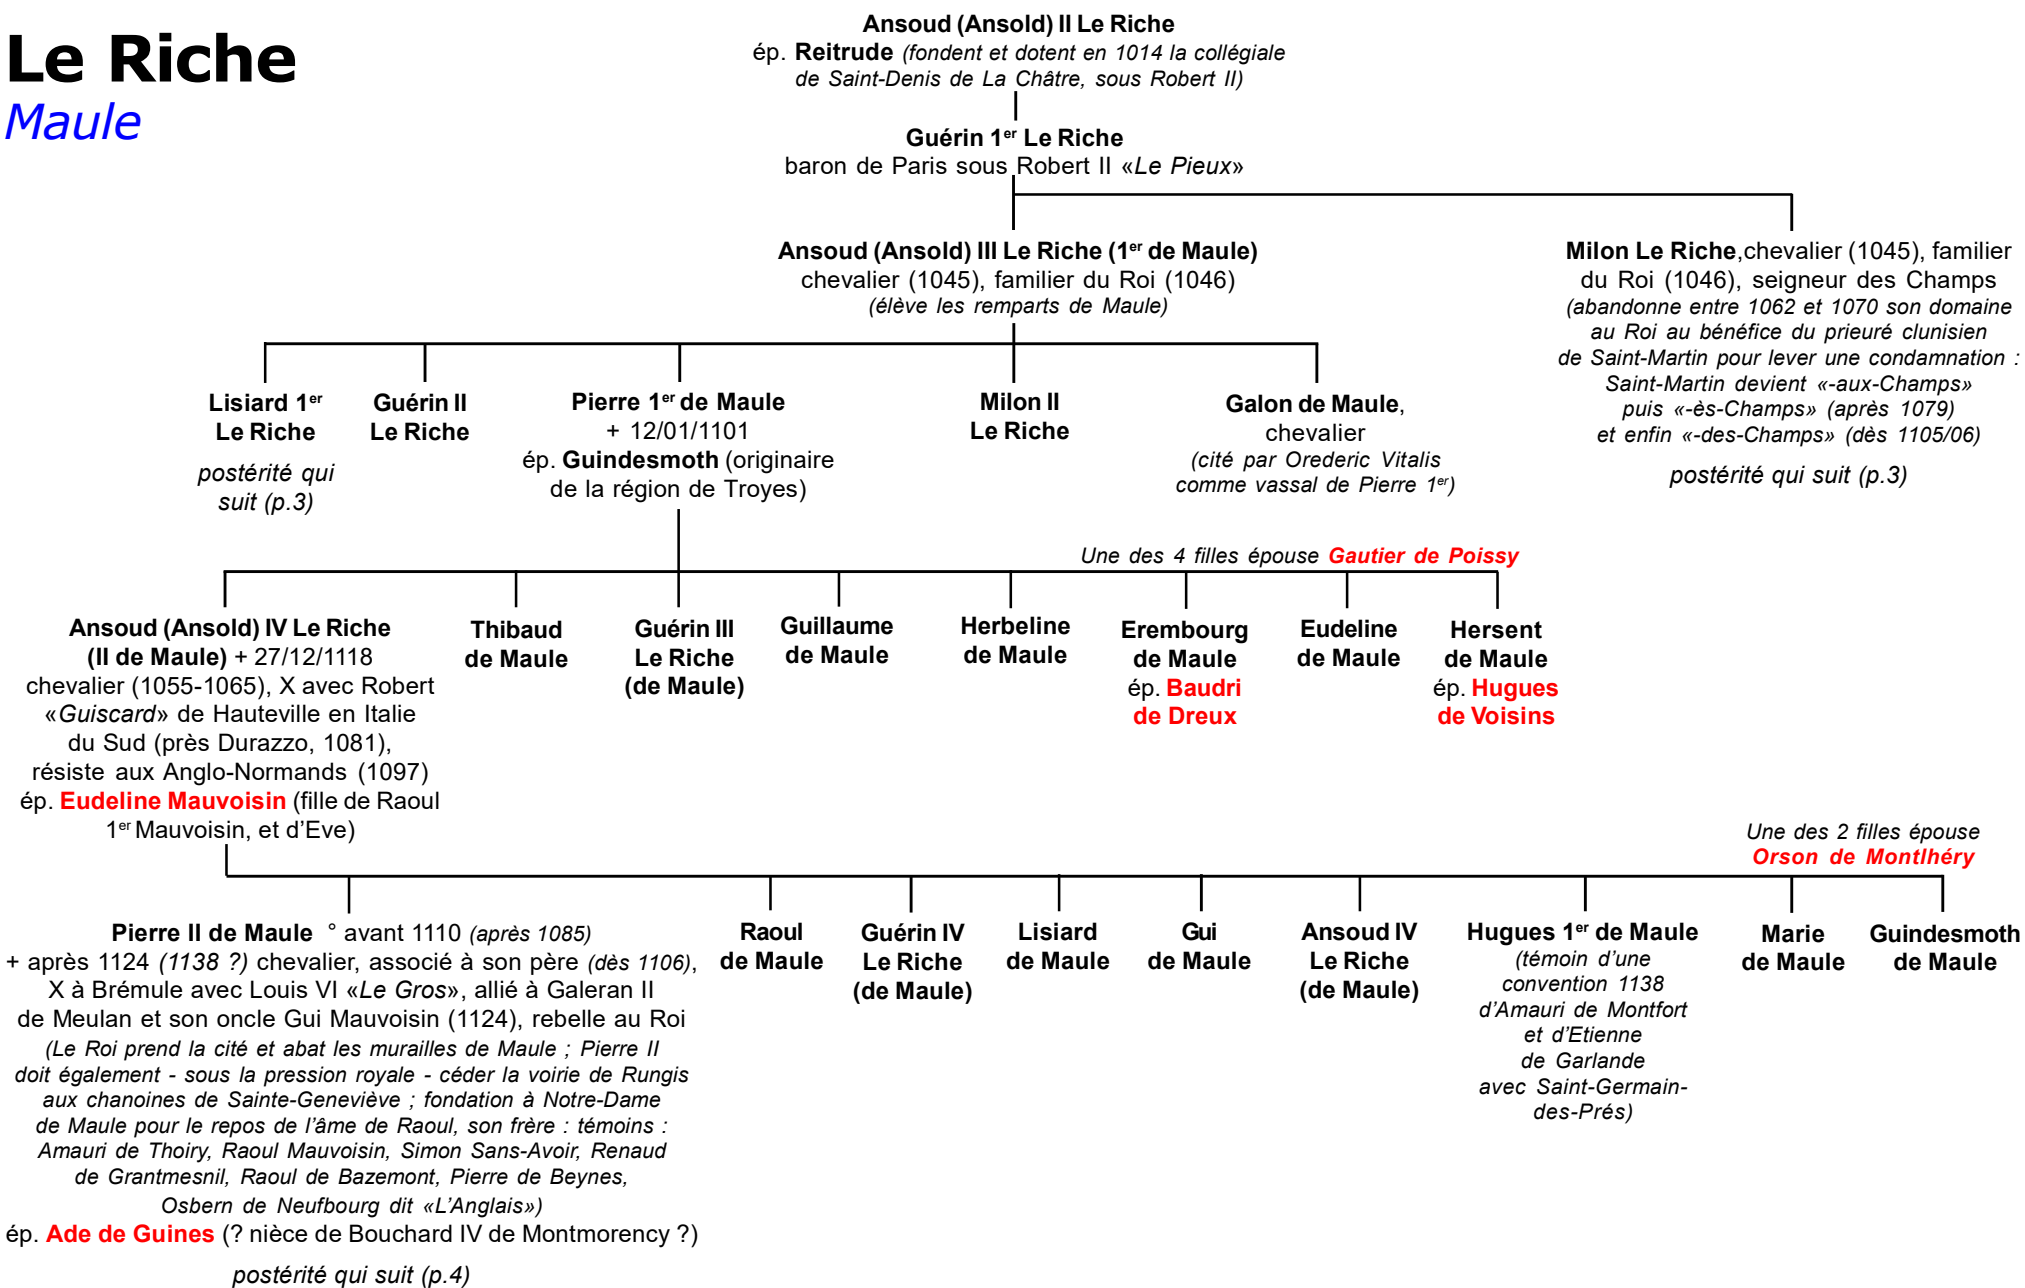 Le Riche
Maule
Ansoud (Ansold) II Le Riche
ép. Reitrude (fondent et dotent en 1014 la collégiale
de Saint-Denis de La Châtre, sous Robert II)
Guérin 1er Le Riche
baron de Paris sous Robert II «Le Pieux»
Ansoud (Ansold) III Le Riche (1er de Maule)
chevalier (1045), familier du Roi (1046)
(élève les remparts de Maule)
Milon Le Riche,chevalier (1045), familier
du Roi (1046), seigneur des Champs
(abandonne entre 1062 et 1070 son domaine
au Roi au bénéfice du prieuré clunisien
de Saint-Martin pour lever une condamnation :
Saint-Martin devient «-aux-Champs»
puis «-ès-Champs» (après 1079)
et enfin «-des-Champs» (dès 1105/06)
postérité qui suit (p.3)
Lisiard 1er
Le Riche
postérité qui
suit (p.3)
Guérin II
Le Riche
Pierre 1er de Maule
+ 12/01/1101
ép. Guindesmoth (originaire
de la région de Troyes)
Milon II
Le Riche
Galon de Maule,
chevalier
(cité par Orederic Vitalis
comme vassal de Pierre 1er)
Une des 4 filles épouse Gautier de Poissy
Ansoud (Ansold) IV Le Riche
(II de Maule) + 27/12/1118
chevalier (1055-1065), X avec Robert
«Guiscard» de Hauteville en Italie
du Sud (près Durazzo, 1081),
résiste aux Anglo-Normands (1097)
ép. Eudeline Mauvoisin (fille de Raoul
1er Mauvoisin, et d'Eve)
Thibaud
de Maule
Guérin III
Le Riche
(de Maule)
Guillaume
de Maule
Herbeline
de Maule
Erembourg
de Maule
ép. Baudri
de Dreux
Eudeline
de Maule
Hersent
de Maule
ép. Hugues
de Voisins
Une des 2 filles épouse
Orson de Montlhéry
Pierre II de Maule ° avant 1110 (après 1085)
+ après 1124 (1138 ?) chevalier, associé à son père (dès 1106),
X à Brémule avec Louis VI «Le Gros», allié à Galeran II
de Meulan et son oncle Gui Mauvoisin (1124), rebelle au Roi
(Le Roi prend la cité et abat les murailles de Maule ; Pierre II
doit également - sous la pression royale - céder la voirie de Rungis
aux chanoines de Sainte-Geneviève ; fondation à Notre-Dame
de Maule pour le repos de l'âme de Raoul, son frère : témoins :
Amauri de Thoiry, Raoul Mauvoisin, Simon Sans-Avoir, Renaud
de Grantmesnil, Raoul de Bazemont, Pierre de Beynes,
Osbern de Neufbourg dit «L'Anglais»)
ép. Ade de Guines (? nièce de Bouchard IV de Montmorency ?)
postérité qui suit (p.4)
Raoul
de Maule
Guérin IV
Le Riche
(de Maule)
Lisiard
de Maule
Gui
de Maule
Ansoud IV
Le Riche
(de Maule)
Hugues 1er de Maule
(témoin d'une
convention 1138
d'Amauri de Montfort
et d'Etienne
de Garlande
avec Saint-Germain-
des-Prés)
Marie
de Maule
Guindesmoth
de Maule